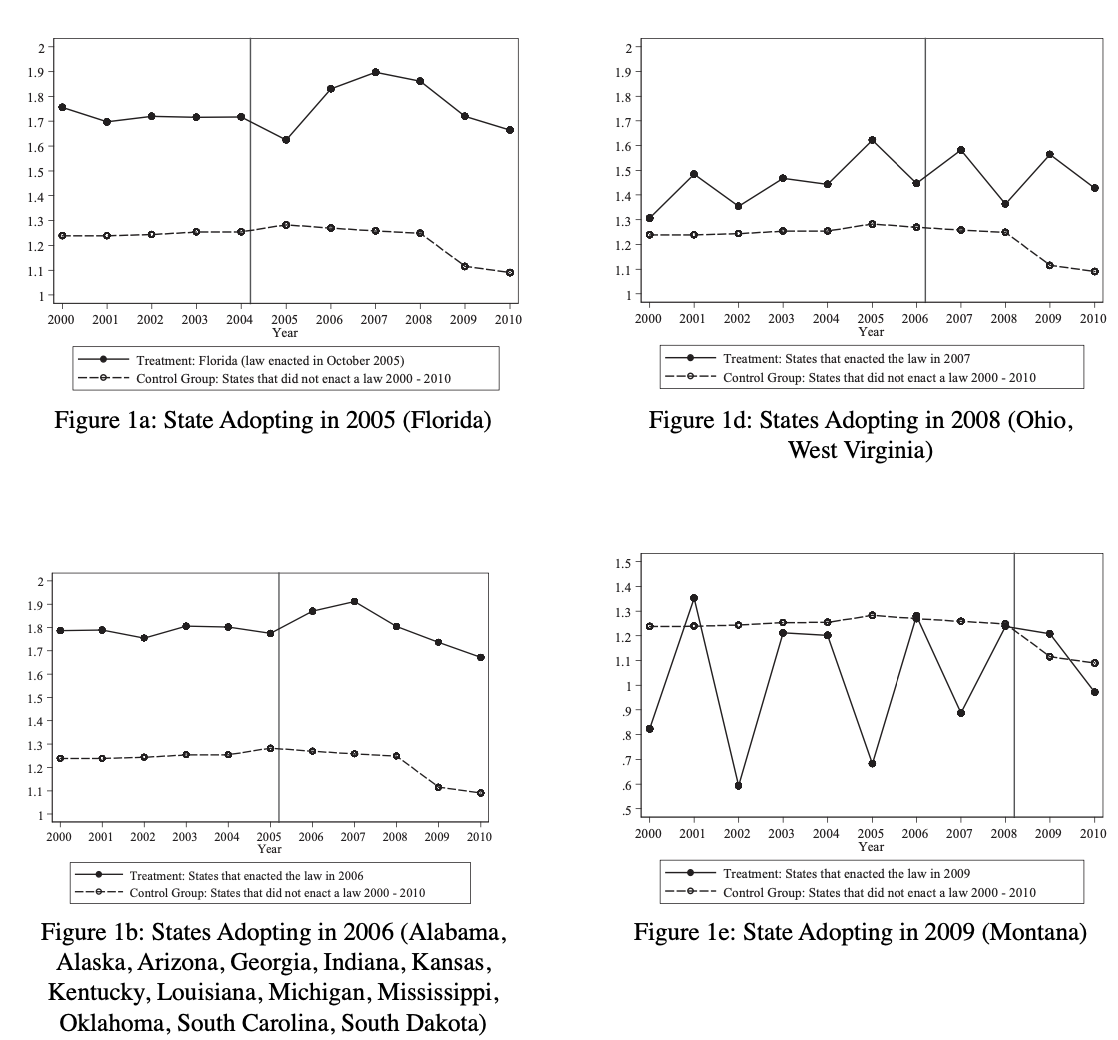 2
1.9
1.8
1.7
1.6
1.5
1.4
1.3
1.2
1.1
1
2000 2001 2002 2003 2004 2005 2006 2007 2008 2009 2010
Year
Treatment: Florida (law enacted in October 2005)
Control Group: States that did not enact a law 2000 - 2010
Figure 1a: State Adopting in 2005 (Florida)
2
1.9
1.8
1.7
1.6
1.5
1.4
1.3
1.2
1.1
1
2000 2001 2002 2003 2004 2005 2006 2007 2008 2009 2010
Year
Treatment: States that enacted the law in 2007
Control Group: States that did not enact a law 2000 - 2010
Figure 1d: States Adopting in 2008 (Ohio,
West Virginia)
2
1.9
1.8
1.7
1.6
1.5
1.4
1.3
1.2
1.1
1
2000 2001 2002 2003 2004 2005 2006 2007 2008 2009 2010
Year
Treatment: States that enacted the law in 2006
Control Group: States that did not enact a law 2000 - 2010
Figure 1b: States Adopting in 2006 (Alabama,
Alaska, Arizona, Georgia, Indiana, Kansas,
Kentucky, Louisiana, Michigan, Mississippi,
Oklahoma, South Carolina, South Dakota)
1.5
1.4
1.3
1.2
1.1
1
.9
.8
.7
.6
.5
2000 2001 2002 2003 2004 2005 2006 2007 2008 2009 2010
Year
Treatment: States that enacted the law in 2009
Control Group: States that did not enact a law 2000 - 2010
Figure 1e: State Adopting in 2009 (Montana)